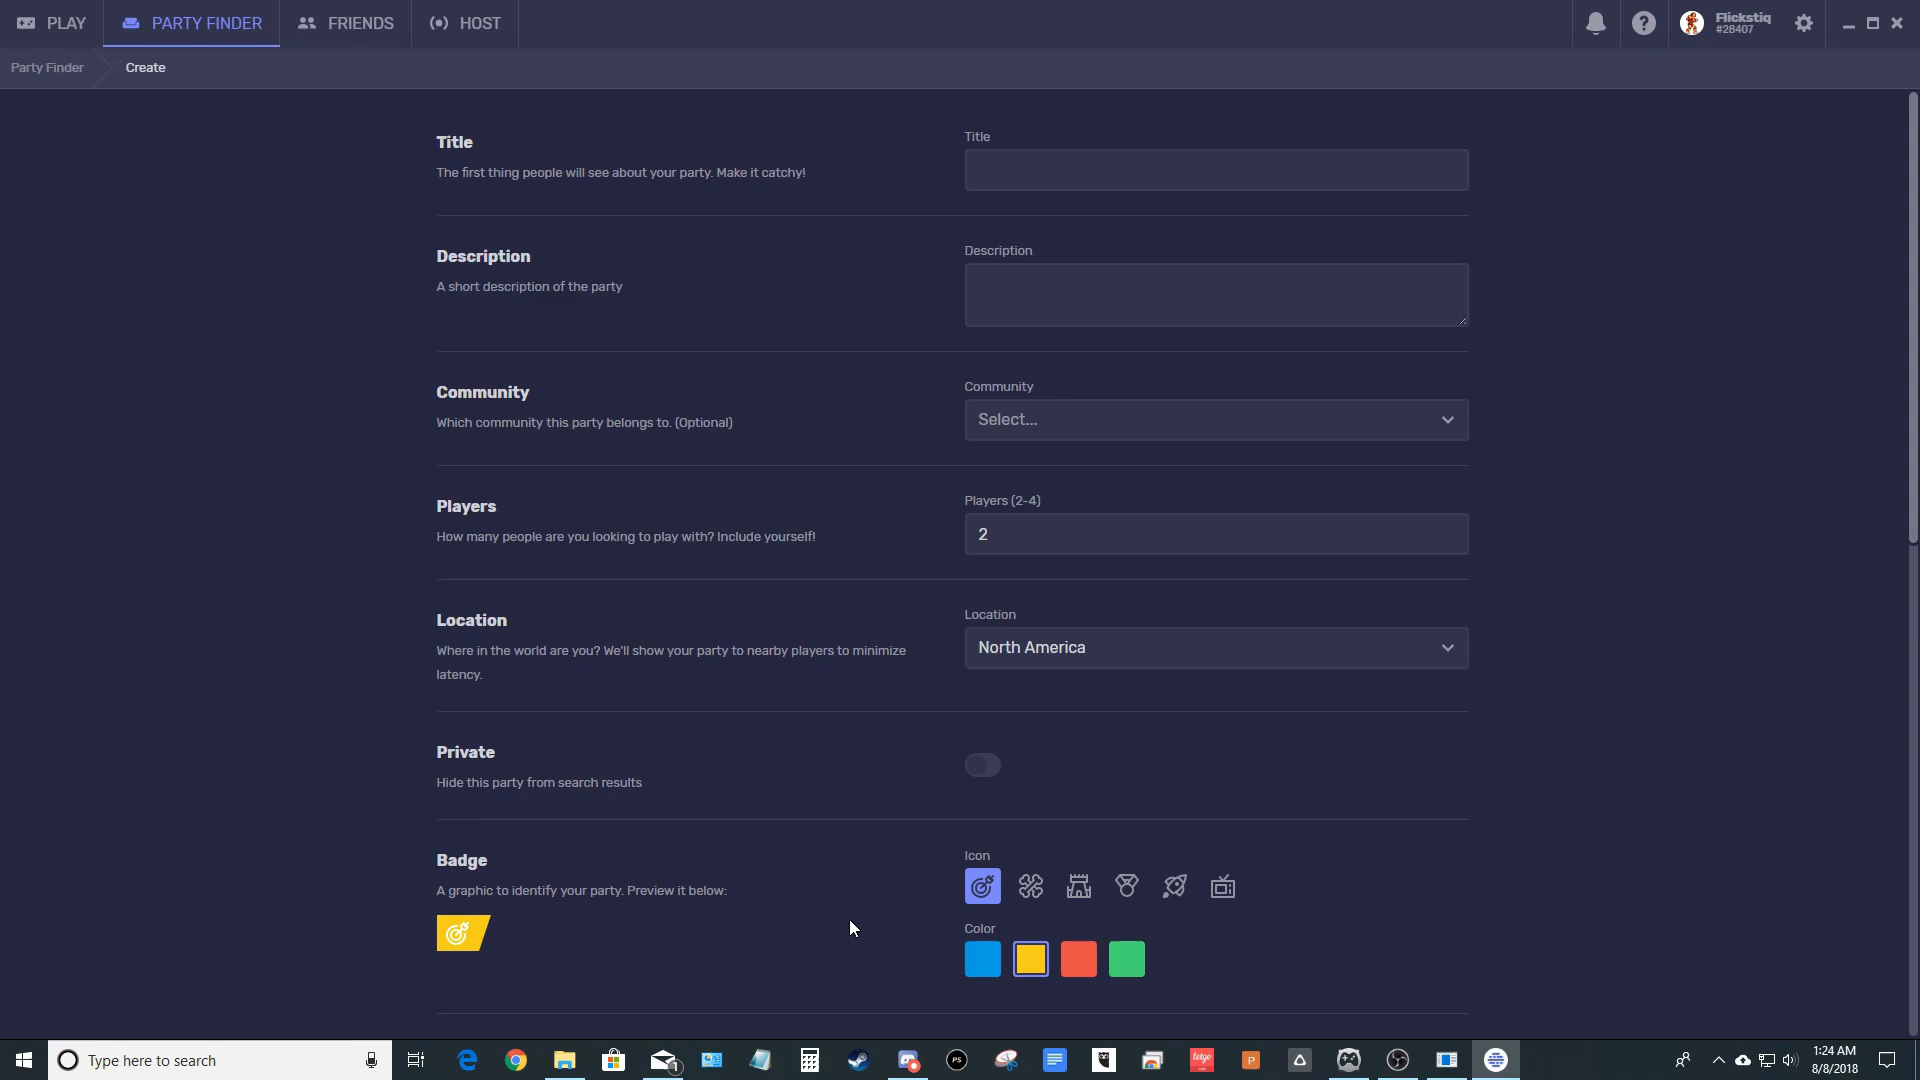 PLAY
PARTY FINDER
FRIENDS
HOST
Flickstiq
#28407
Party Finder
Create
Title
The first thing people will see about your party. Make it catchy!
Title
Description
A short description of the party
Description
Community
Which community this party belongs to. (Optional)
Community
Select...
Players
How many people are you looking to play with? Include yourself!
Players (2-4)
2
Location
Where in the world are you? We'll show your party to nearby players to minimize
latency.
Location
North America
Private
Hide this party from search results
Badge
A graphic to identify your party. Preview it below:
Icon
Color
Type here to search
1
PS
letgo
P
1:24 AM
8/8/2018